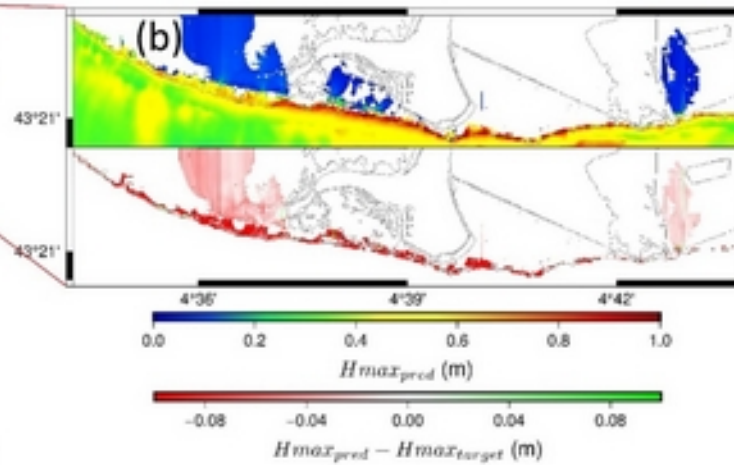 (b)
43°21'
43°21'
4°36' 4°39' 4°42'
0.0 0.2 0.4 0.6 0.8 1.0
Hmax_pred (m)
−0.08 −0.04 0.00 0.04 0.08
Hmax_pred − Hmax_target (m)